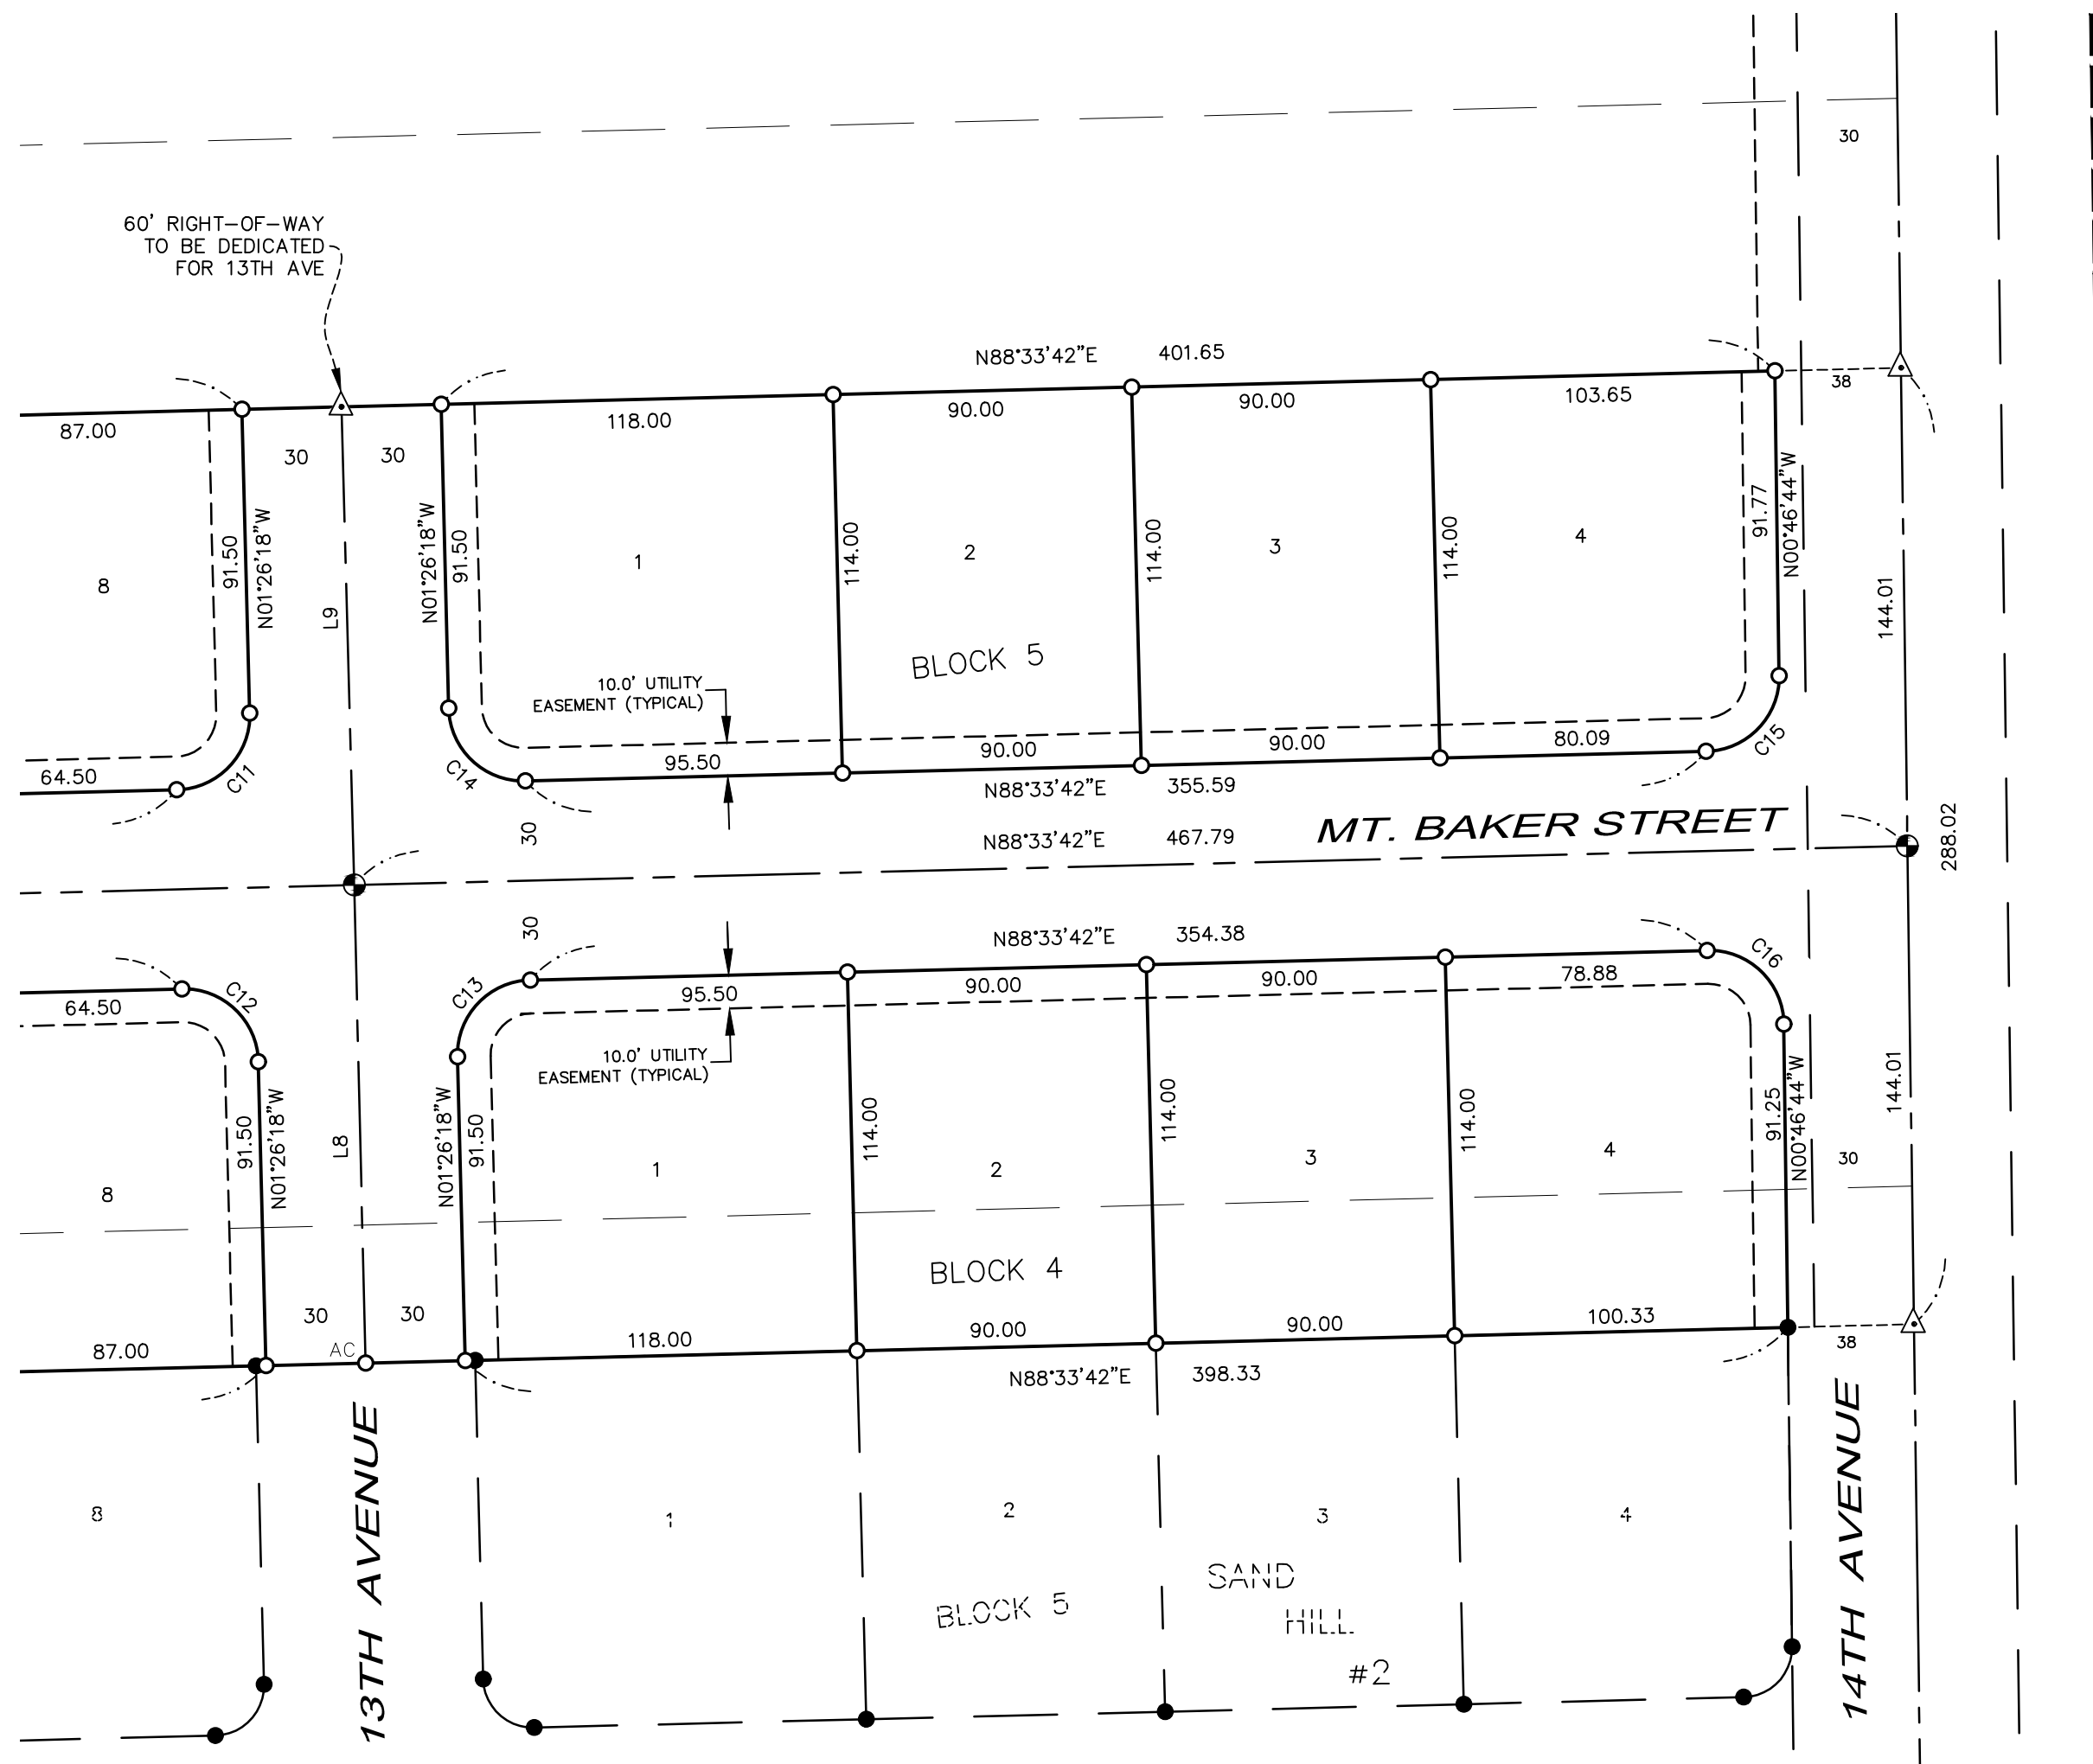 30
60' RIGHT-OF-WAY
TO BE DEDICATED
FOR 13TH AVE
N88°33'42"E 401.65
38
87.00
118.00
90.00
90.00
103.65
30
30
91.50
N01°26'18"W
L9
N01°26'18"W
91.50
114.00
114.00
114.00
91.77
N00°46'44"W
144.01
8
1
2
3
4
BLOCK 5
10.0' UTILITY
EASEMENT (TYPICAL)
64.50
C11
C14
95.50
90.00
90.00
80.09
C15
N88°33'42"E 355.59
30
MT. BAKER STREET
N88°33'42"E 467.79
288.02
30
N88°33'42"E 354.38
64.50
C12
C13
95.50
90.00
90.00
78.88
C16
10.0' UTILITY
EASEMENT (TYPICAL)
91.50
N01°26'18"W
L8
N01°26'18"W
91.50
114.00
114.00
114.00
91.25
N00°46'44"W
144.01
30
8
1
2
3
4
BLOCK 4
30
30
87.00
AC
118.00
90.00
90.00
100.33
38
N88°33'42"E 398.33
13TH AVENUE
14TH AVENUE
8
1
2
3
4
SAND
HILL
#2
BLOCK 5